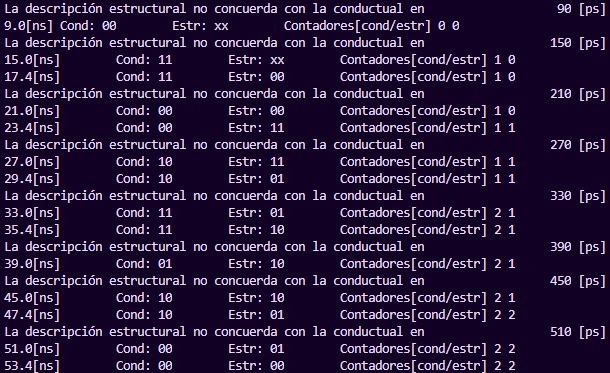 La descripción estructural no concuerda con la conductual en 90 [ps]
9.0[ns] Cond: 00 Estr: xx Contadores[cond/estr] 0 0
La descripción estructural no concuerda con la conductual en 150 [ps]
15.0[ns] Cond: 11 Estr: xx Contadores[cond/estr] 1 0
17.4[ns] Cond: 11 Estr: 00 Contadores[cond/estr] 1 0
La descripción estructural no concuerda con la conductual en 210 [ps]
21.0[ns] Cond: 00 Estr: 00 Contadores[cond/estr] 1 0
23.4[ns] Cond: 00 Estr: 11 Contadores[cond/estr] 1 1
La descripción estructural no concuerda con la conductual en 270 [ps]
27.0[ns] Cond: 10 Estr: 11 Contadores[cond/estr] 1 1
29.4[ns] Cond: 10 Estr: 01 Contadores[cond/estr] 1 1
La descripción estructural no concuerda con la conductual en 330 [ps]
33.0[ns] Cond: 11 Estr: 01 Contadores[cond/estr] 2 1
35.4[ns] Cond: 11 Estr: 10 Contadores[cond/estr] 2 1
La descripción estructural no concuerda con la conductual en 390 [ps]
39.0[ns] Cond: 01 Estr: 10 Contadores[cond/estr] 2 1
La descripción estructural no concuerda con la conductual en 450 [ps]
45.0[ns] Cond: 10 Estr: 10 Contadores[cond/estr] 2 1
47.4[ns] Cond: 10 Estr: 01 Contadores[cond/estr] 2 2
La descripción estructural no concuerda con la conductual en 510 [ps]
51.0[ns] Cond: 00 Estr: 01 Contadores[cond/estr] 2 2
53.4[ns] Cond: 00 Estr: 00 Contadores[cond/estr] 2 2